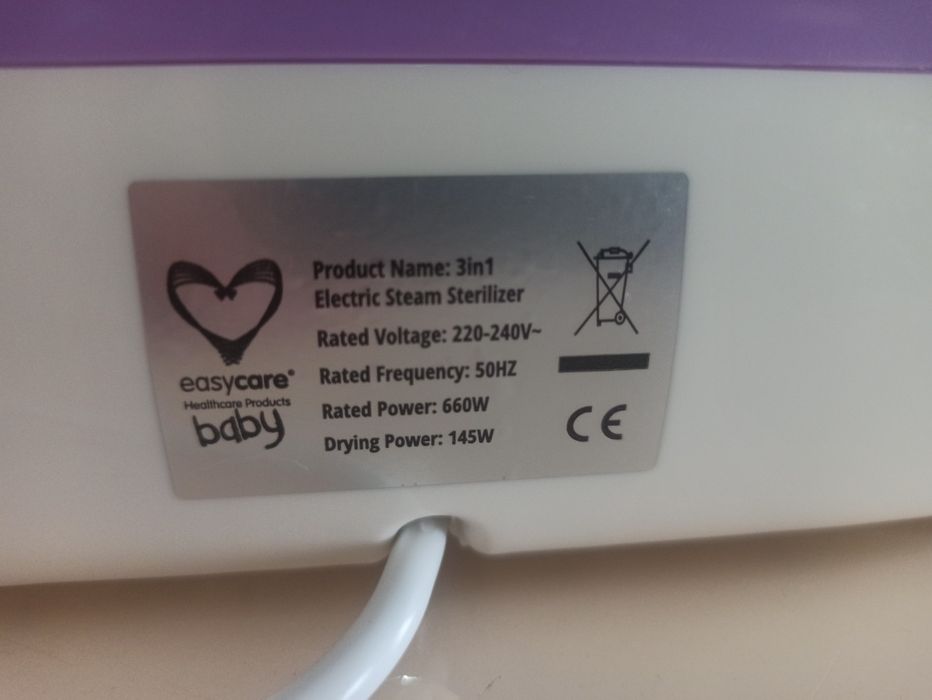 easycare®
Healthcare Products
baby
Product Name: 3in1
Electric Steam Sterilizer
Rated Voltage: 220-240V~
Rated Frequency: 50HZ
Rated Power: 660W
Drying Power: 145W
CE